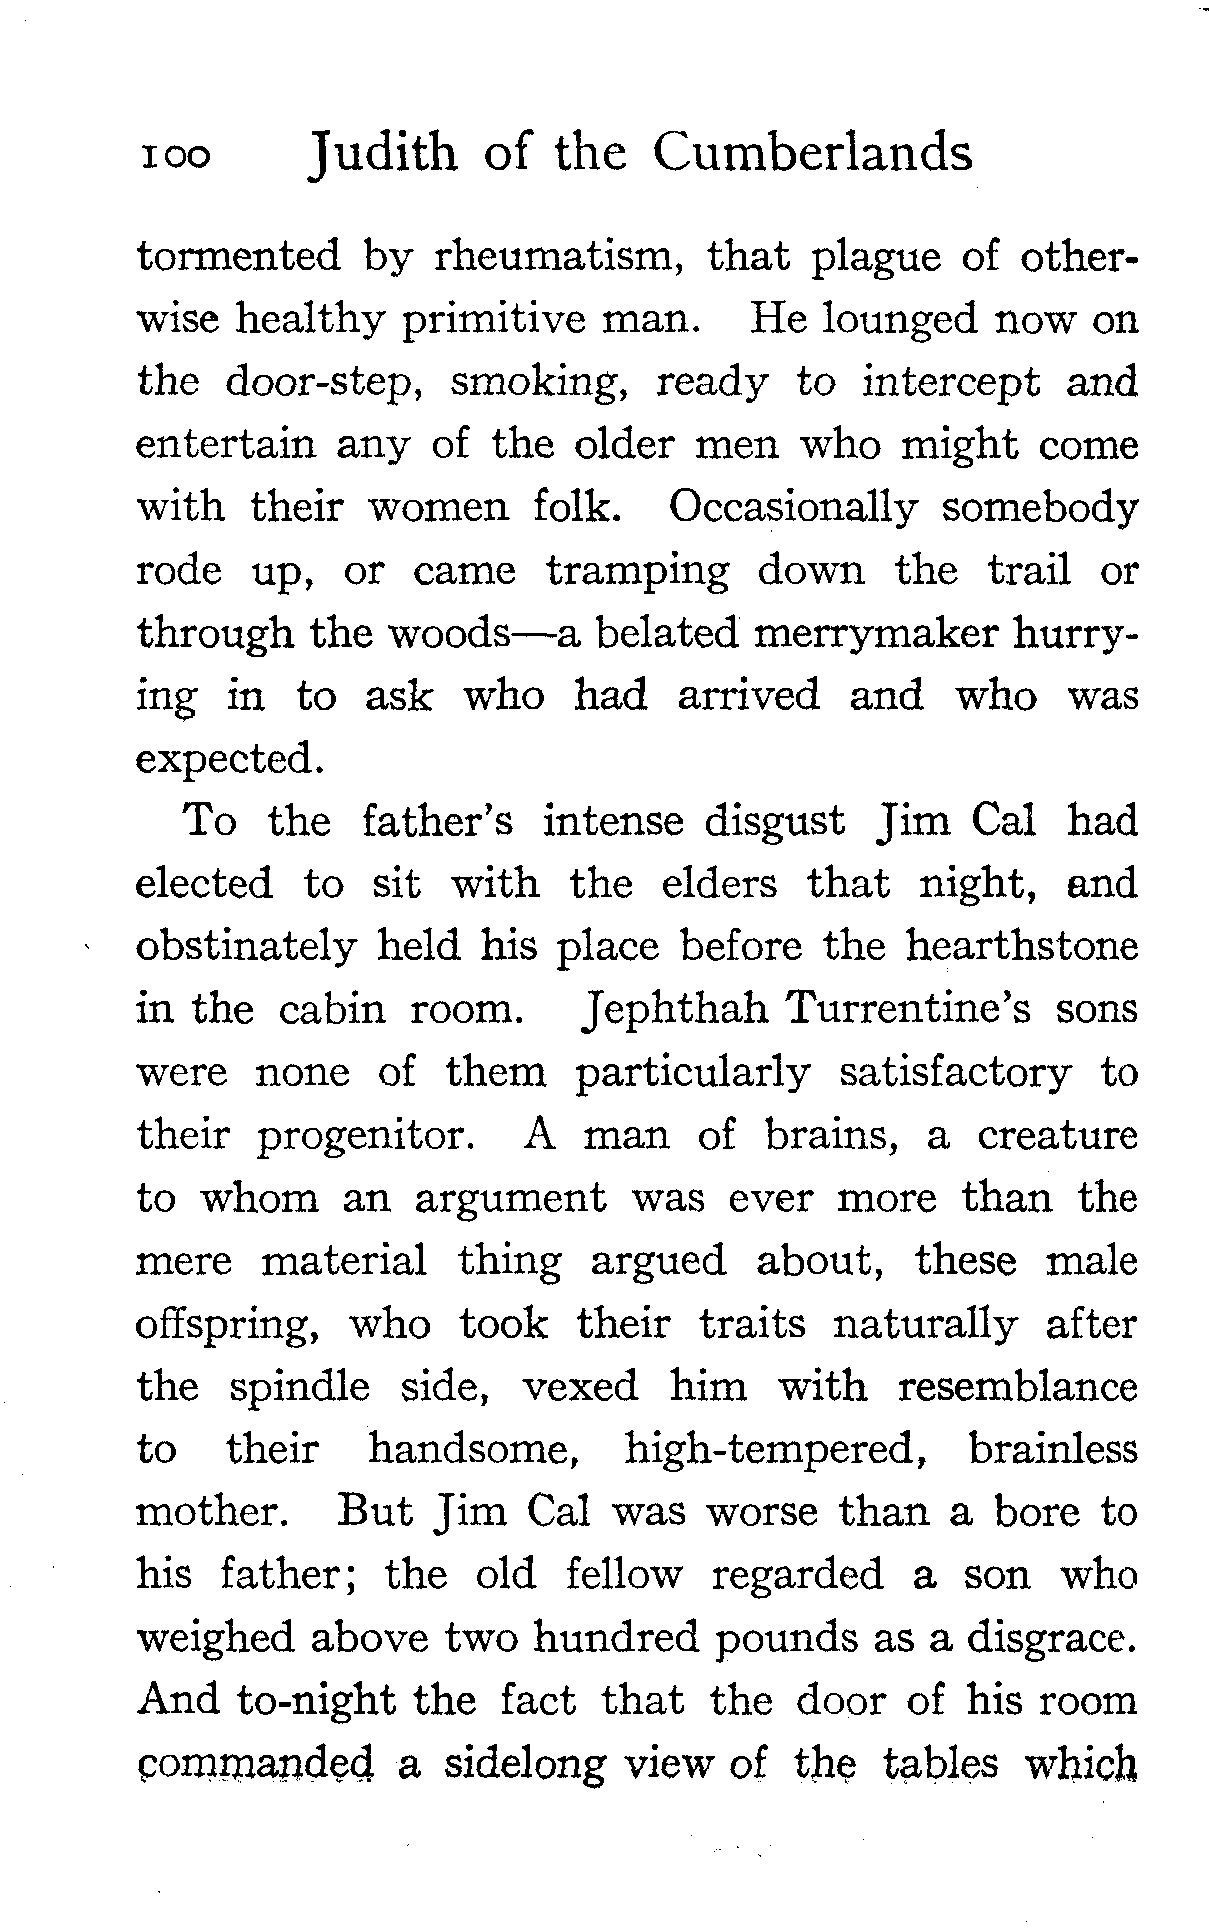 100 Judith of the Cumberlands
tormented by rheumatism, that plague of other-
wise healthy primitive man. He lounged now on
the door-step, smoking, ready to intercept and
entertain any of the older men who might come
with their women folk. Occasionally somebody
rode up, or came tramping down the trail or
through the woods—a belated merrymaker hurry-
ing in to ask who had arrived and who was
expected.
To the father's intense disgust Jim Cal had
elected to sit with the elders that night, and
obstinately held his place before the hearthstone
in the cabin room. Jephthah Turrentine's sons
were none of them particularly satisfactory to
their progenitor. A man of brains, a creature
to whom an argument was ever more than the
mere material thing argued about, these male
offspring, who took their traits naturally after
the spindle side, vexed him with resemblance
to their handsome, high-tempered, brainless
mother. But Jim Cal was worse than a bore to
his father; the old fellow regarded a son who
weighed above two hundred pounds as a disgrace.
And to-night the fact that the door of his room
commanded a sidelong view of the tables which